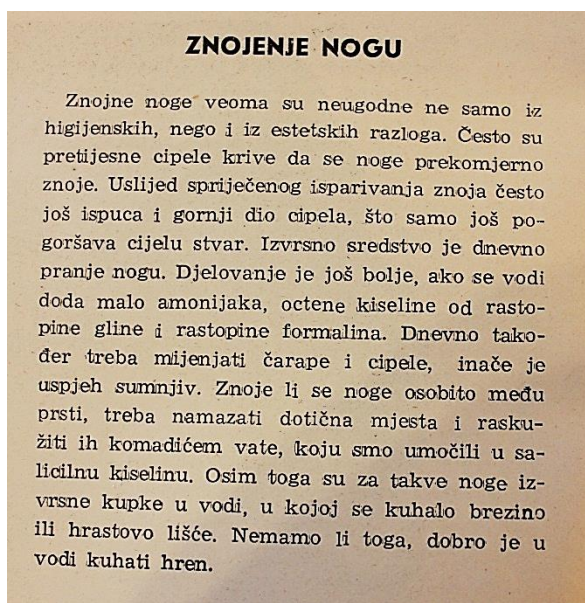 ZNOJENJE NOGU
Znojne noge veoma su neugodne ne samo iz
higijenskih, nego i iz estetskih razloga. Često su
pretijesne cipele krive da se noge prekomjerno
znoje. Uslijed spriječenog isparivanja znoja često
još ispuca i gornji dio cipela, što samo još po-
goršava cijelu stvar. Izvrsno sredstvo je dnevno
pranje nogu. Djelovanje je još bolje, ako se vodi
doda malo amonijaka, octene kiseline od rasto-
pine gline i rastopine formalina. Dnevno tako-
đer treba mijenjati čarape i cipele, inače je
uspjeh sumnjiv. Znoje li se noge osobito među
prsti, treba namazati dotična mjesta i rasku-
žiti ih komadićem vate, koju smo umočili u sa-
licilnu kiselinu. Osim toga su za takve noge iz-
vrsne kupke u vodi, u kojoj se kuhalo brezino
ili hrastovo lišće. Nemamo li toga, dobro je u
vodi kuhati hren.